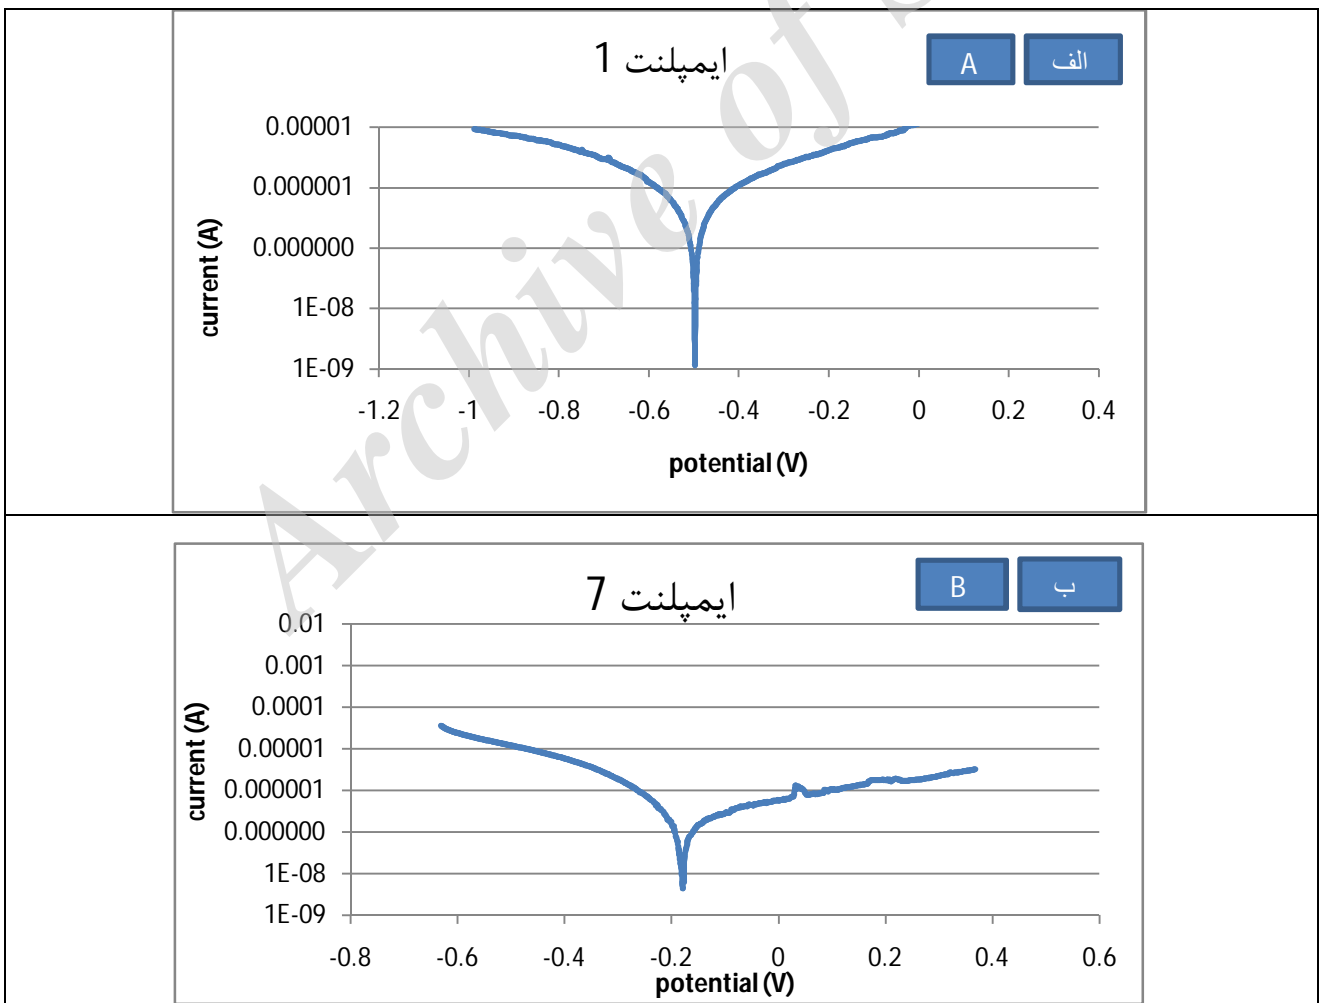 ایمپلنت 1
A
الف
0.00001
0.000001
0.000000
1E-08
1E-09
current (A)
-1.2 -1 -0.8 -0.6 -0.4 -0.2 0 0.2 0.4
potential (V)
ایمپلنت 7
B
ب
0.01
0.001
0.0001
0.00001
0.000001
0.000000
1E-08
1E-09
current (A)
-0.8 -0.6 -0.4 -0.2 0 0.2 0.4 0.6
potential (V)
Archive of